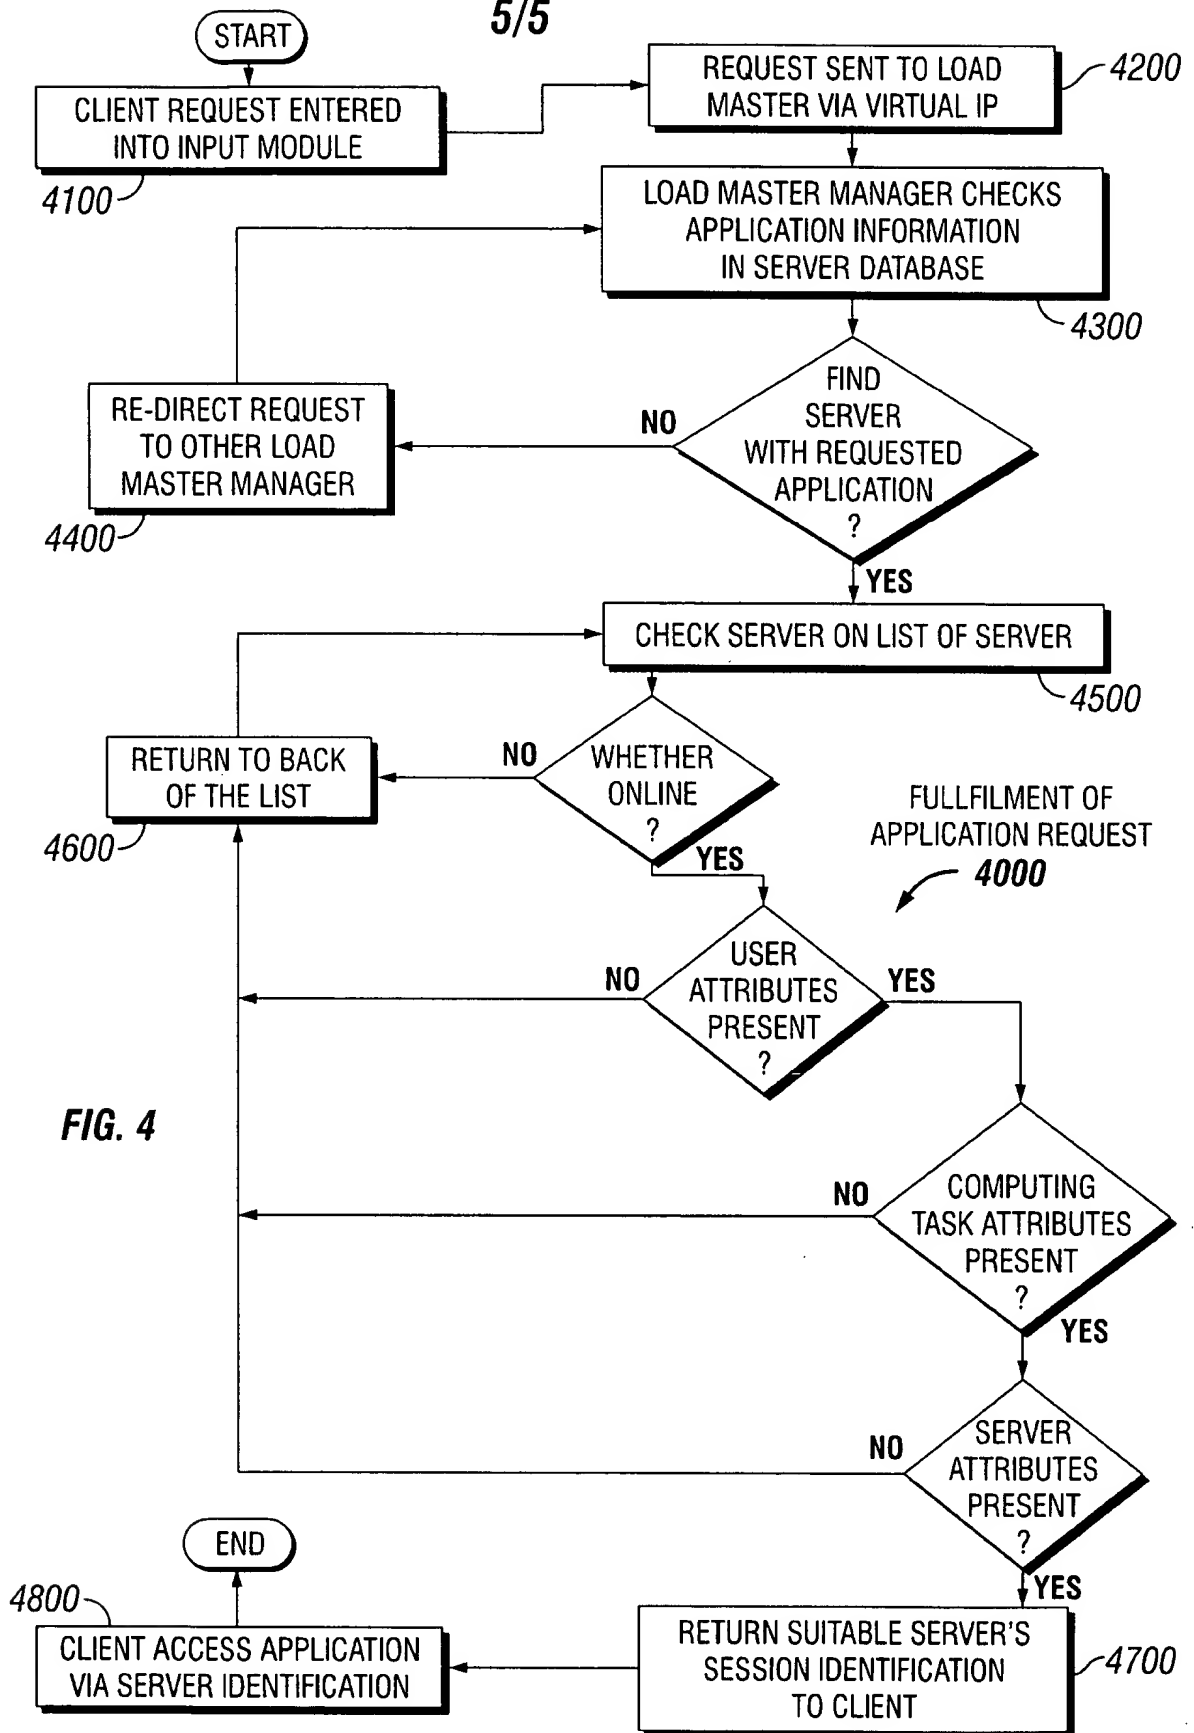 5/5
START
CLIENT REQUEST ENTERED
INTO INPUT MODULE
4100
REQUEST SENT TO LOAD
MASTER VIA VIRTUAL IP
4200
LOAD MASTER MANAGER CHECKS
APPLICATION INFORMATION
IN SERVER DATABASE
4300
FIND
SERVER
WITH REQUESTED
APPLICATION
?
NO
RE-DIRECT REQUEST
TO OTHER LOAD
MASTER MANAGER
4400
YES
CHECK SERVER ON LIST OF SERVER
4500
WHETHER
ONLINE
?
NO
RETURN TO BACK
OF THE LIST
4600
YES
FULLFILMENT OF
APPLICATION REQUEST
4000
USER
ATTRIBUTES
PRESENT
?
NO
YES
FIG. 4
COMPUTING
TASK ATTRIBUTES
PRESENT
?
NO
YES
SERVER
ATTRIBUTES
PRESENT
?
NO
YES
RETURN SUITABLE SERVER'S
SESSION IDENTIFICATION
TO CLIENT
4700
CLIENT ACCESS APPLICATION
VIA SERVER IDENTIFICATION
4800
END